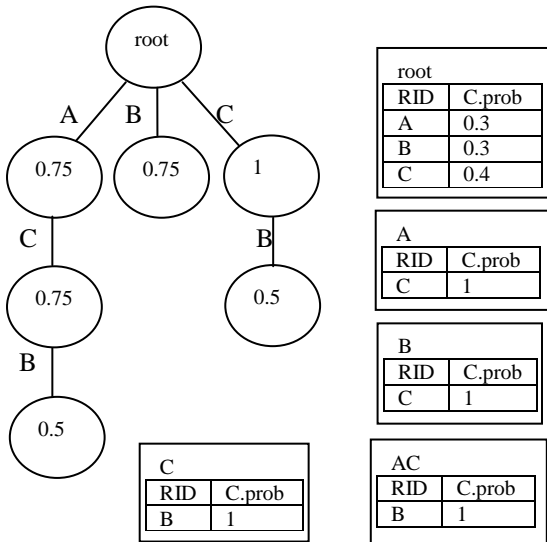 root
A
B
C
0.75
0.75
1
C
B
0.75
0.5
B
0.5
root
RID C.prob
A 0.3
B 0.3
C 0.4
A
RID C.prob
C 1
B
RID C.prob
C 1
C
RID C.prob
B 1
AC
RID C.prob
B 1